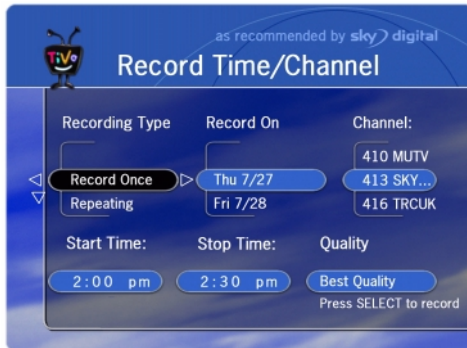 as recommended by sky digital
TiVo
Record Time/Channel
Recording Type
Record On
Channel:
410 MUTV
Record Once
Thu 7/27
413 SKY...
Repeating
Fri 7/28
416 TRCUK
Start Time:
Stop Time:
Quality
2:00 pm
2:30 pm
Best Quality
Press SELECT to record